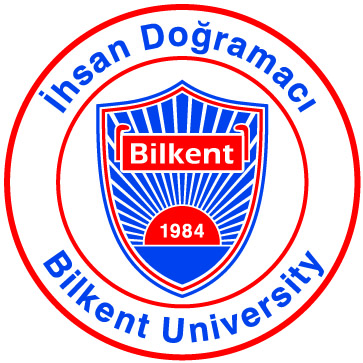 İhsan Doğramacı
Bilkent
1984
Bilkent University